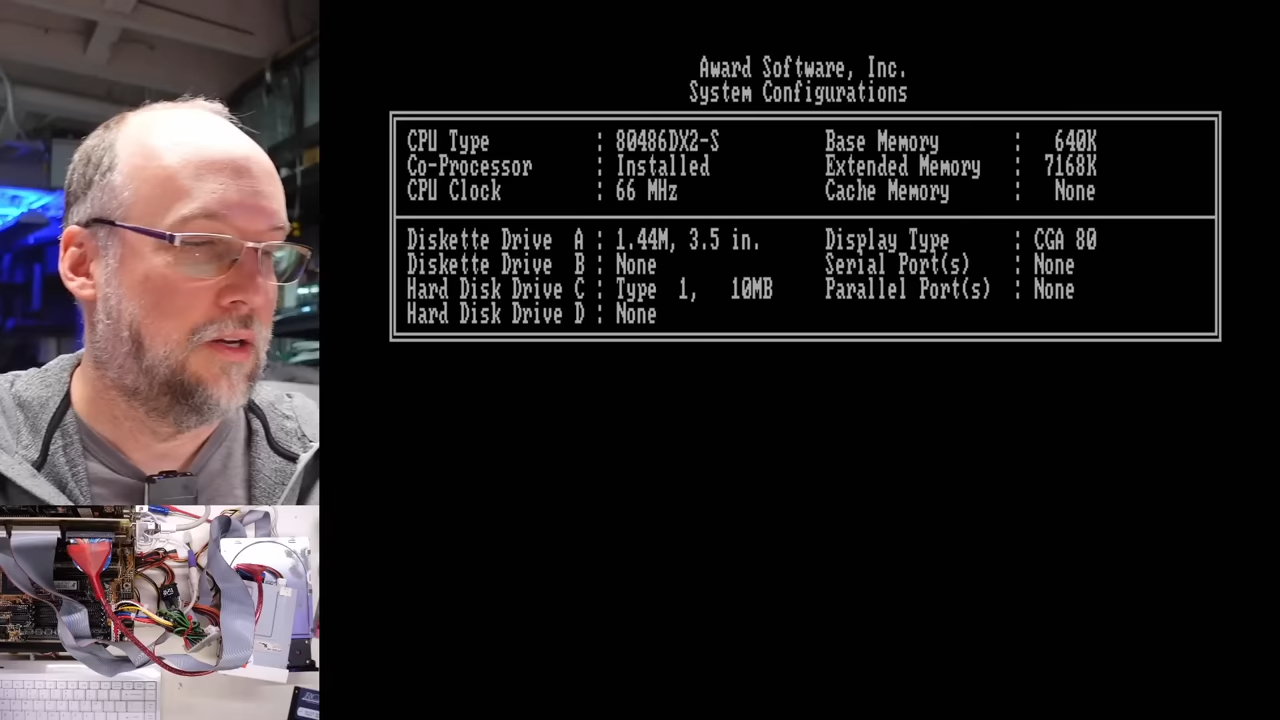 Award Software, Inc.
System Configurations
CPU Type : 80486DX2-S Base Memory : 640K
Co-Processor : Installed Extended Memory : 7168K
CPU Clock : 66 MHz Cache Memory : None
Diskette Drive A : 1.44M, 3.5 in. Display Type : CGA 80
Diskette Drive B : None Serial Port(s) : None
Hard Disk Drive C : Type 1, 10MB Parallel Port(s) : None
Hard Disk Drive D : None